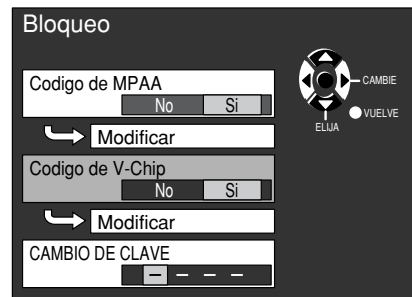 Bloqueo
Codigo de MPAA
No Si
Modificar
Codigo de V-Chip
No Si
Modificar
CAMBIO DE CLAVE
– – – –
CAMBIE
VUELVE
ELIJA